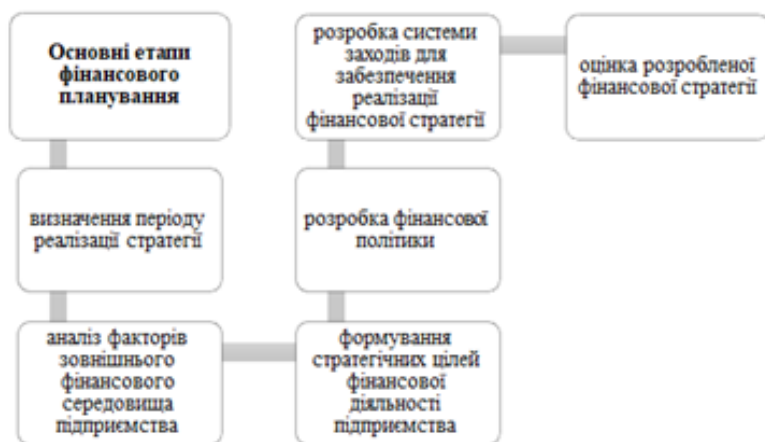 Основні етапи
фінансового
планування
визначення періоду
реалізації стратегії
аналіз факторів
зовнішнього
фінансового
середовища
підприємства
формування
стратегічних цілей
фінансової
діяльності
підприємства
розробка фінансової
політики
розробка системи
заходів для
забезпечення
реалізації
фінансової стратегії
оцінка розробленої
фінансової стратегії